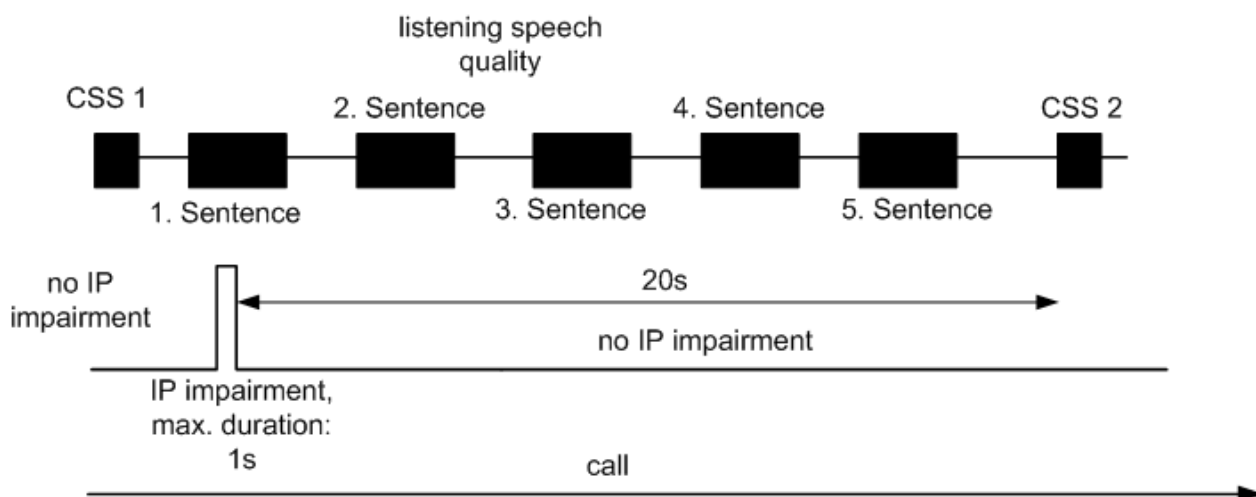 listening speech
quality
CSS 1
2. Sentence
4. Sentence
CSS 2
1. Sentence
3. Sentence
5. Sentence
no IP
impairment
20s
no IP impairment
IP impairment,
max. duration:
1s
call